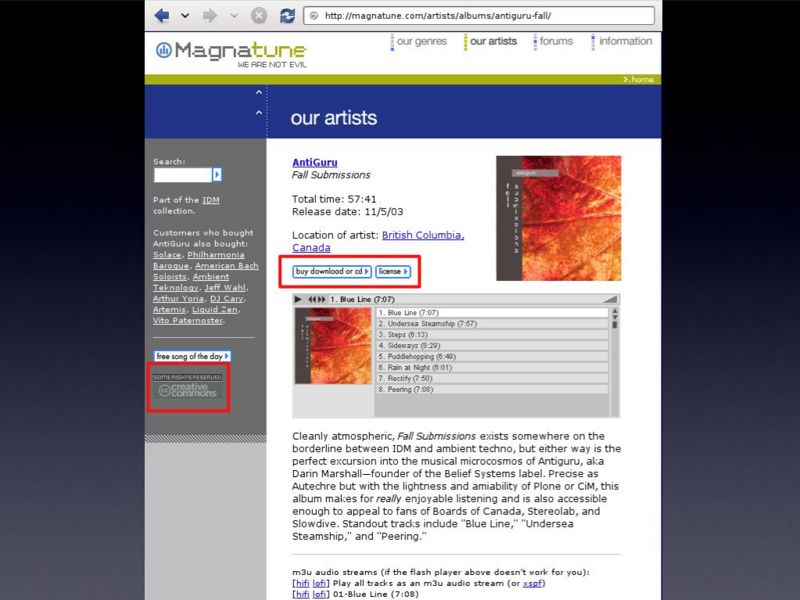 http://magnatune.com/artists/albums/antiguru-fall/
Magnatune
WE ARE NOT EVIL
our genres
our artists
forums
information
home
our artists
Search:
Part of the IDM
collection.
Customers who bought
AntiGuru also bought:
Solace, Philharmonia
Baroque, American Bach
Soloists, Ambient
Teknology, Jeff Wahl,
Arthur Yoria, DJ Cary,
Artemis, Liquid Zen,
Vito Paternoster.
free song of the day
SOME RIGHTS RESERVED
cc creative
commons
AntiGuru
Fall Submissions
Total time: 57:41
Release date: 11/5/03
Location of artist: British Columbia,
Canada
buy download or cd
license
antiguru
fall
submissions
1. Blue Line (7:07)
1. Blue Line (7:07)
2. Undersea Steamship (7:57)
3. Steps (6:13)
4. Sideways (8:29)
5. Puddlehopping (6:49)
6. Rain at Night (6:01)
7. Rectify (7:50)
8. Peering (7:08)
Cleanly atmospheric, Fall Submissions exists somewhere on the
borderline between IDM and ambient techno, but either way is the
perfect excursion into the musical microcosmos of Antiguru, aka
Darin Marshall—founder of the Belief Systems label. Precise as
Autechre but with the lightness and amiability of Plone or CiM, this
album makes for really enjoyable listening and is also accessible
enough to appeal to fans of Boards of Canada, Stereolab, and
Slowdive. Standout tracks include "Blue Line," "Undersea
Steamship," and "Peering."
m3u audio streams (if the flash player above doesn't work for you):
[hifi lofi] Play all tracks as an m3u audio stream (or xspf)
[hifi lofi] 01-Blue Line (7:08)